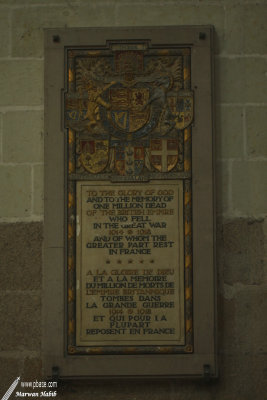 TO THE GLORY OF GOD
AND TO THE MEMORY OF
ONE MILLION DEAD
OF THE BRITISH EMPIRE
WHO FELL
IN THE GREAT WAR
1914 1918
AND OF WHOM THE
GREATER PART REST
IN FRANCE
A LA GLOIRE DE DIEU
ET A LA MEMOIRE
DU MILLION DE MORTS DE
L'EMPIRE BRITANNIQUE
TOMBES DANS
LA GRANDE GUERRE
1914 1918
ET QUI POUR LA
PLUPART
REPOSENT EN FRANCE
www.pbase.com
Marwan Habib